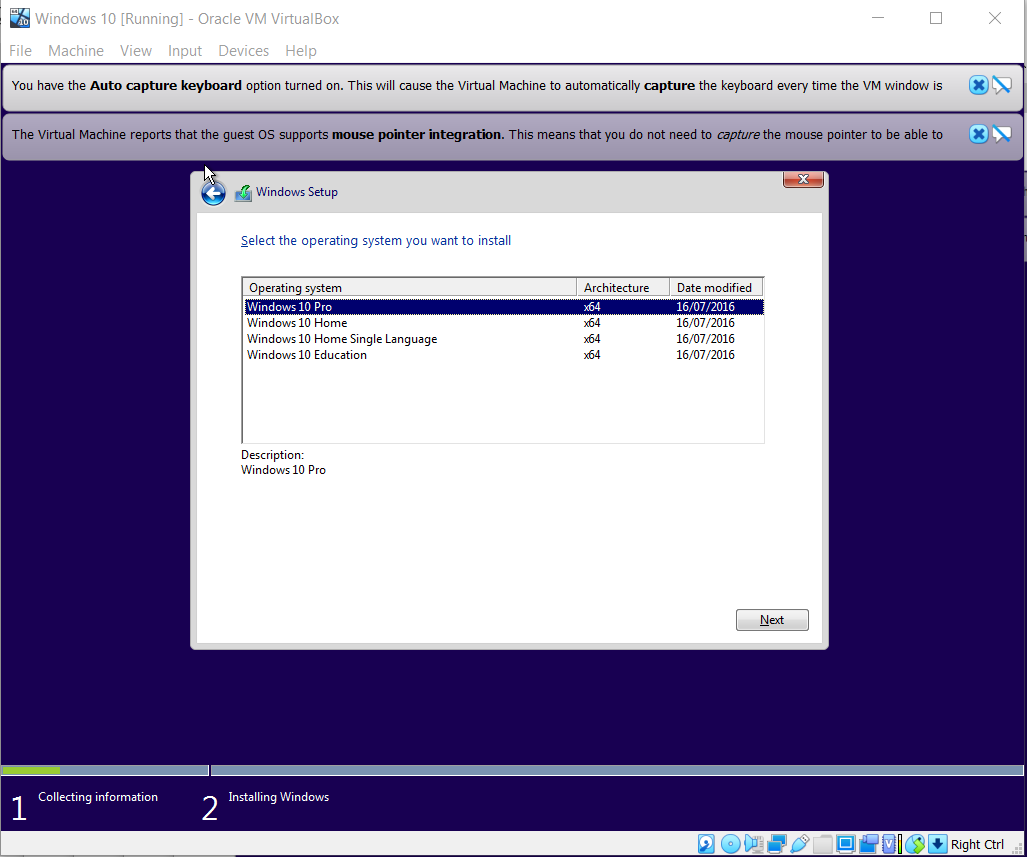 Windows 10 [Running] - Oracle VM VirtualBox
File Machine View Input Devices Help
You have the Auto capture keyboard option turned on. This will cause the Virtual Machine to automatically capture the keyboard every time the VM window is
The Virtual Machine reports that the guest OS supports mouse pointer integration. This means that you do not need to capture the mouse pointer to be able to
Windows Setup
Select the operating system you want to install
Operating system Architecture Date modified
Windows 10 Pro x64 16/07/2016
Windows 10 Home x64 16/07/2016
Windows 10 Home Single Language x64 16/07/2016
Windows 10 Education x64 16/07/2016
Description:
Windows 10 Pro
Next
1 Collecting information 2 Installing Windows
Right Ctrl